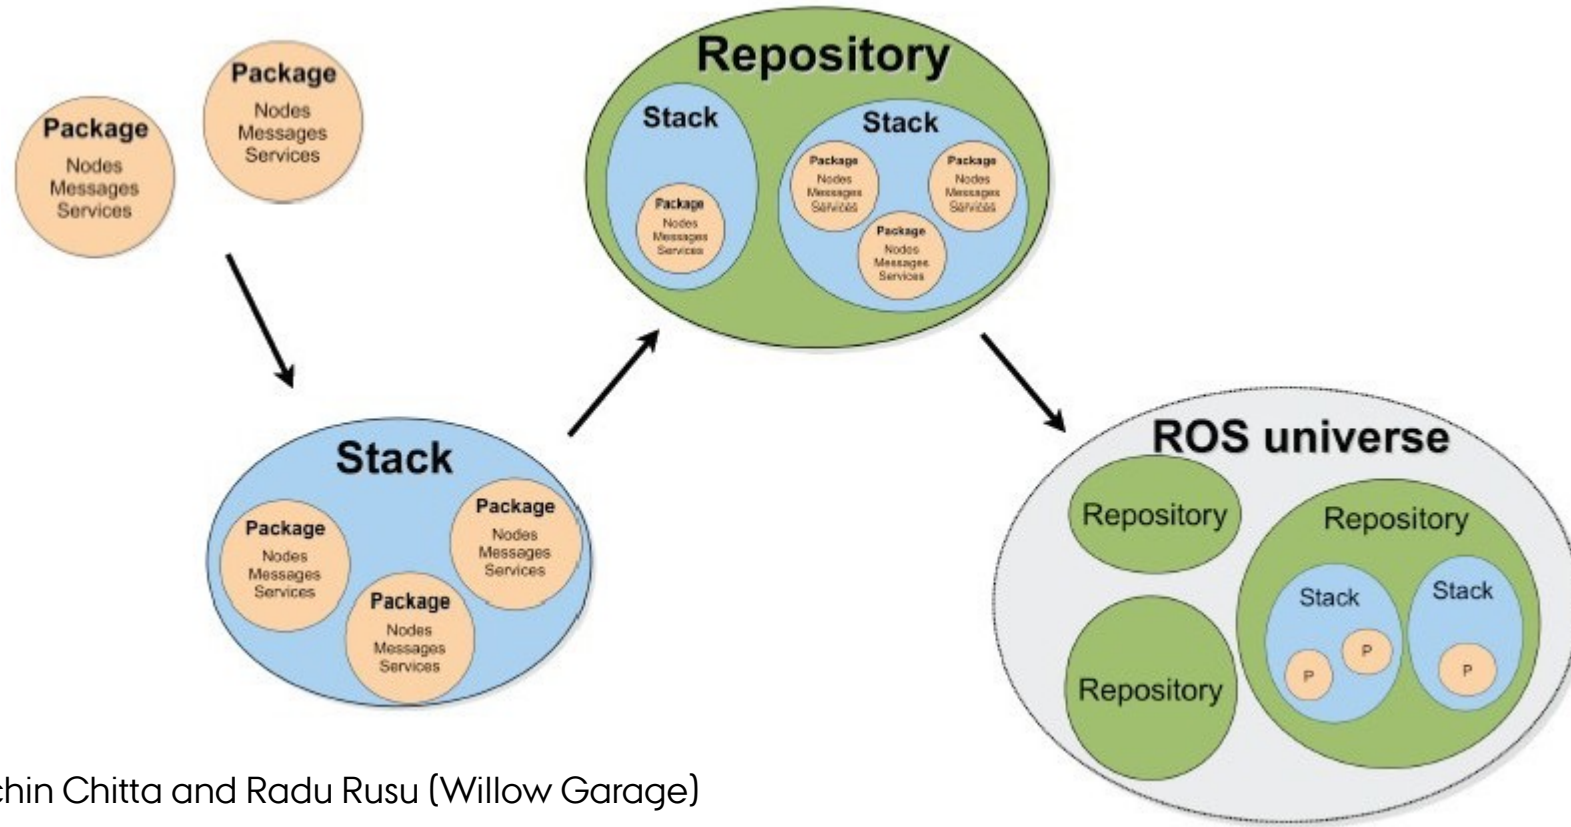 Package
Nodes
Messages
Services
Package
Nodes
Messages
Services
Repository
Stack
Package
Nodes
Messages
Services
Stack
Package
Nodes
Messages
Services
Package
Nodes
Messages
Services
Package
Nodes
Messages
Services
Stack
Package
Nodes
Messages
Services
Package
Nodes
Messages
Services
Package
Nodes
Messages
Services
ROS universe
Repository
Repository
Repository
Stack
P
P
Stack
P
chin Chitta and Radu Rusu (Willow Garage)